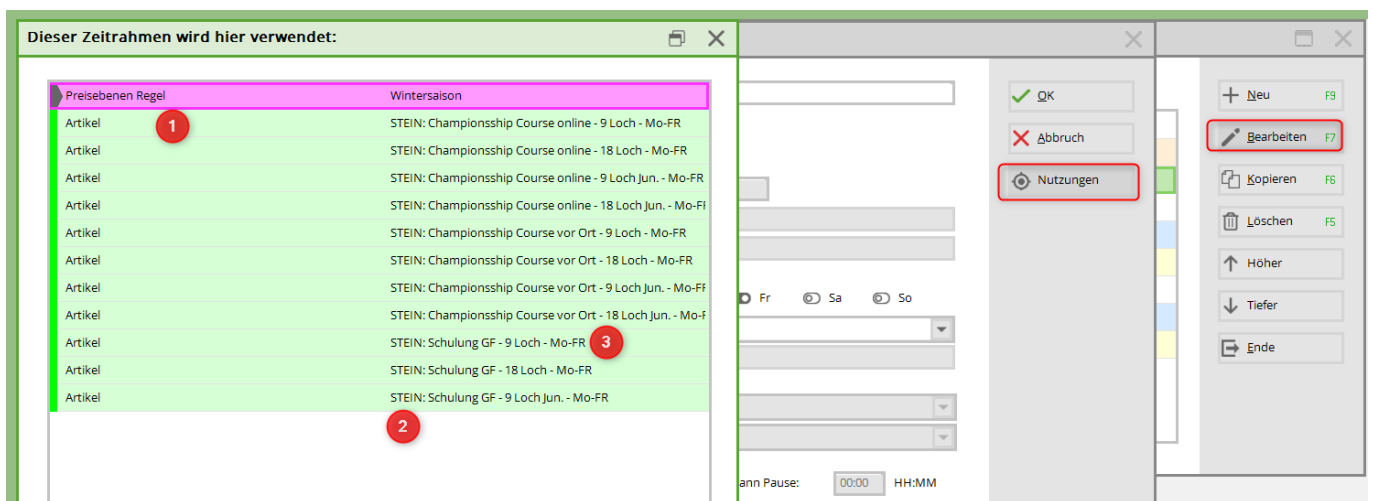 Dieser Zeitrahmen wird hier verwendet:
Preisebenen Regel Wintersaison
Artikel STEIN: Championsship Course online - 9 Loch - Mo-FR
1
Artikel STEIN: Championsship Course online - 18 Loch - Mo-FR
Artikel STEIN: Championsship Course online - 9 Loch Jun. - Mo-FR
Artikel STEIN: Championsship Course online - 18 Loch Jun. - Mo-FR
Artikel STEIN: Championsship Course vor Ort - 9 Loch - Mo-FR
Artikel STEIN: Championsship Course vor Ort - 18 Loch - Mo-FR
Artikel STEIN: Championsship Course vor Ort - 9 Loch Jun. - Mo-FR
Artikel STEIN: Championsship Course vor Ort - 18 Loch Jun. - Mo-F
Artikel STEIN: Schulung GF - 9 Loch - Mo-FR
3
Artikel STEIN: Schulung GF - 18 Loch - Mo-FR
Artikel STEIN: Schulung GF - 9 Loch Jun. - Mo-FR
2
Fr Sa So
ann Pause: 00:00 HH:MM
OK
Abbruch
Nutzungen
Neu F9
Bearbeiten F7
Kopieren F6
Löschen F5
Höher
Tiefer
Ende